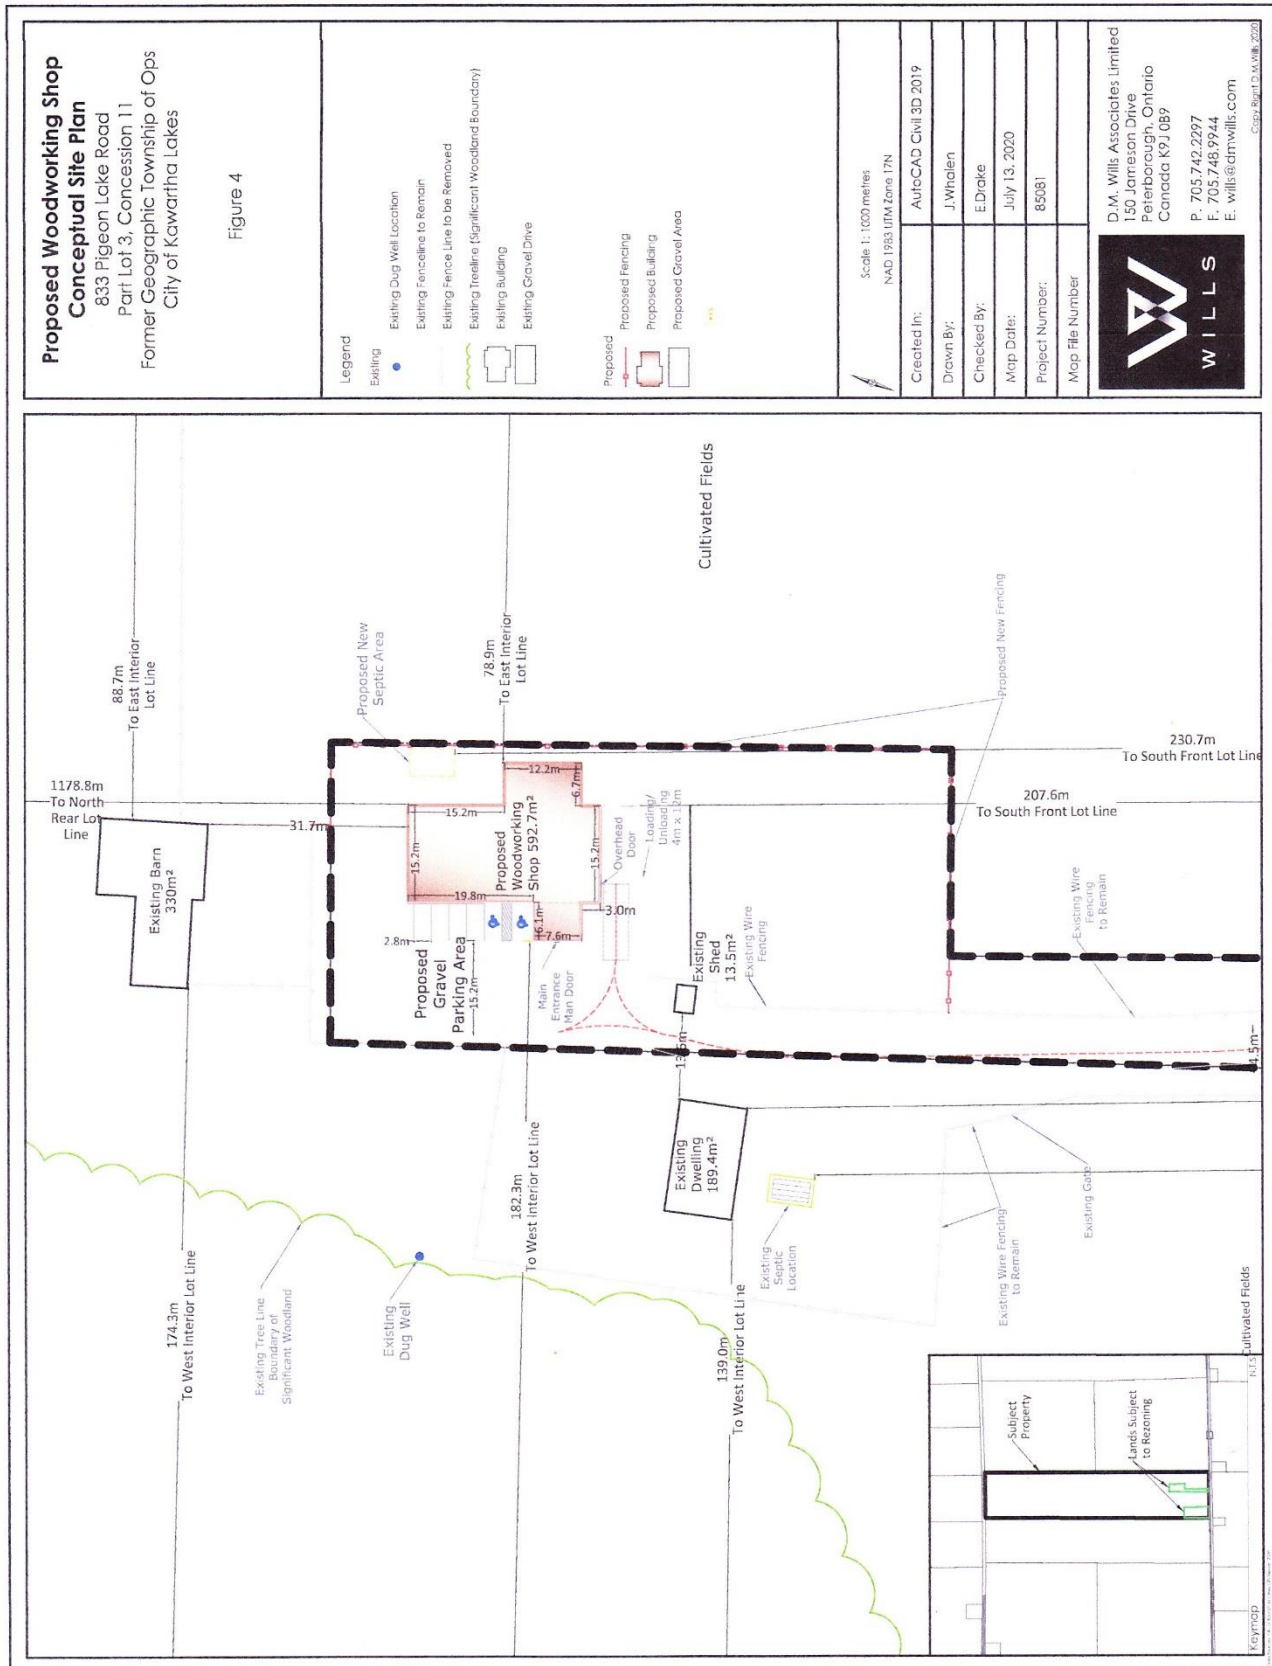 Proposed Woodworking Shop
Conceptual Site Plan
833 Pigeon Lake Road
Part Lot 3, Concession 11
Former Geographic Township of Ops
City of Kawartha Lakes
Figure 4
Legend
Existing
Existing Dug Well Location
Existing Fenceline to Remain
Existing Fence Line to be Removed
Existing Treeline (Significant Woodland Boundary)
Existing Building
Existing Gravel Drive
Proposed
Proposed Fencing
Proposed Building
Proposed Gravel Area
Scale 1: 1000 metres
NAD 1983 UTM Zone 17N
Created In: AutoCAD Civil 3D 2019
Drawn By: J.Whalen
Checked By: E.Drake
Map Date: July 13, 2020
Project Number: 85081
Map File Number
WILLS
D.M. Wills Associates Limited
150 Jameson Drive
Peterborough, Ontario
Canada K9J 0B9
P. 705.742.2297
F. 705.748.9944
E. wills@dmwills.com
Copy Right D.M.Wills 2020
88.7m
To East Interior
Lot Line
78.9m
To East Interior
Lot Line
Cultivated Fields
Proposed New
Septic Area
Proposed New Fencing
230.7m
To South Front Lot Line
207.6m
To South Front Lot Line
1178.8m
To North
Rear Lot
Line
31.7m
Existing Barn
330m²
12.2m
6.7m
15.2m
15.2m
15.2m
19.8m
6.1m
7.6m
3.0m
Proposed
Woodworking
Shop 592.7m²
Overhead
Door
Loading/
Unloading
4m x 12m
2.8m
Proposed
Gravel
Parking Area
15.2m
Main
Entrance
Man Door
Existing
Shed
13.5m²
Existing Wire
Fencing
Existing Wire
Fencing
to Remain
4.5m
Existing
Dwelling
189.4m²
Existing
Septic
Location
Existing Gate
Existing Wire Fencing
to Remain
182.3m
To West Interior Lot Line
174.3m
To West Interior Lot Line
139.0m
To West Interior Lot Line
Existing Tree Line
Boundary of
Significant Woodland
Existing
Dug Well
Subject
Property
Lands Subject
to Rezoning
Keymap
N.T.S
Cultivated Fields